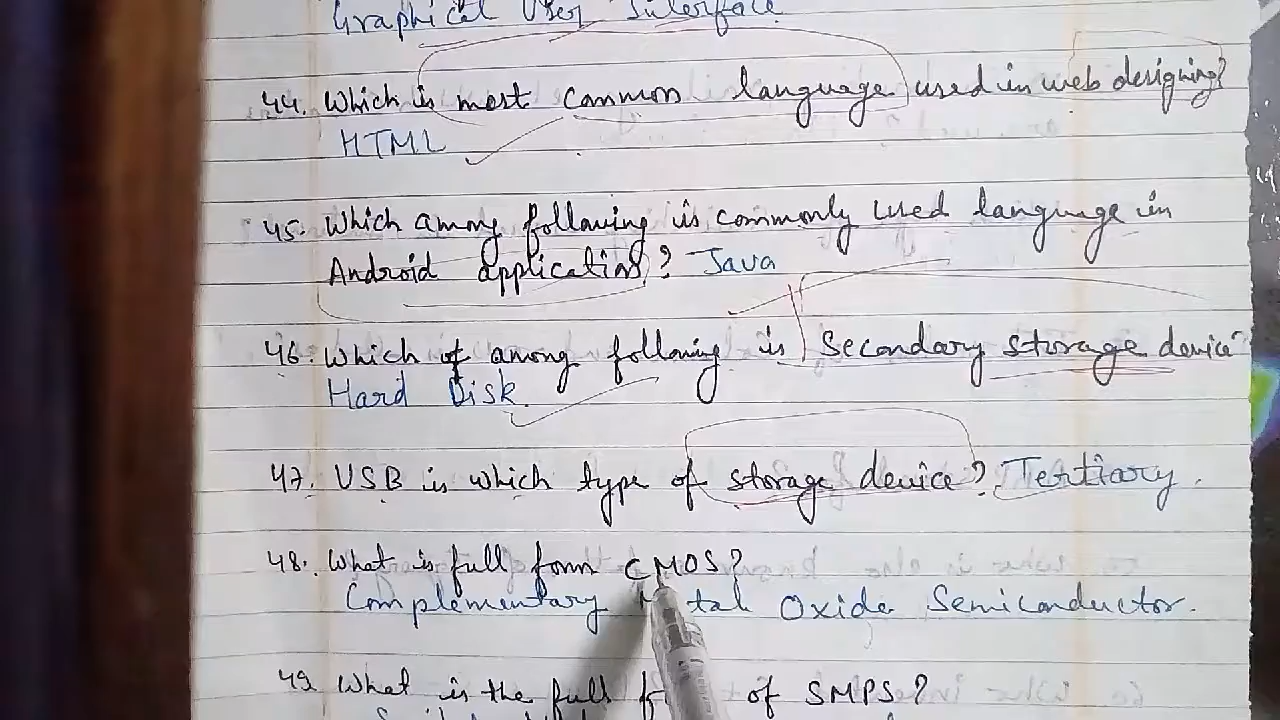 Graphical User Interface
44. Which is most common language used in web designing?
HTML
45. Which among following is commonly used language in
Android application? Java
46. Which of among following is Secondary storage device
Hard Disk
47. USB is which type of storage device? Tertiary.
48. What is full form CMOS?
Complementary Oxide Semiconductor.
49 What is the full of SMPS?